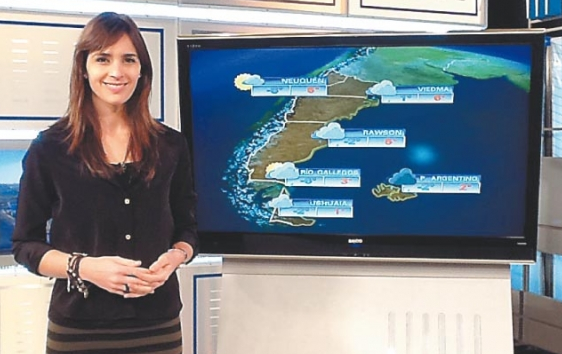 NEUQUÉN
VIEDMA
RAWSON
RÍO GALLEGOS
P. ARGENTINO
USHUAIA
SANYO